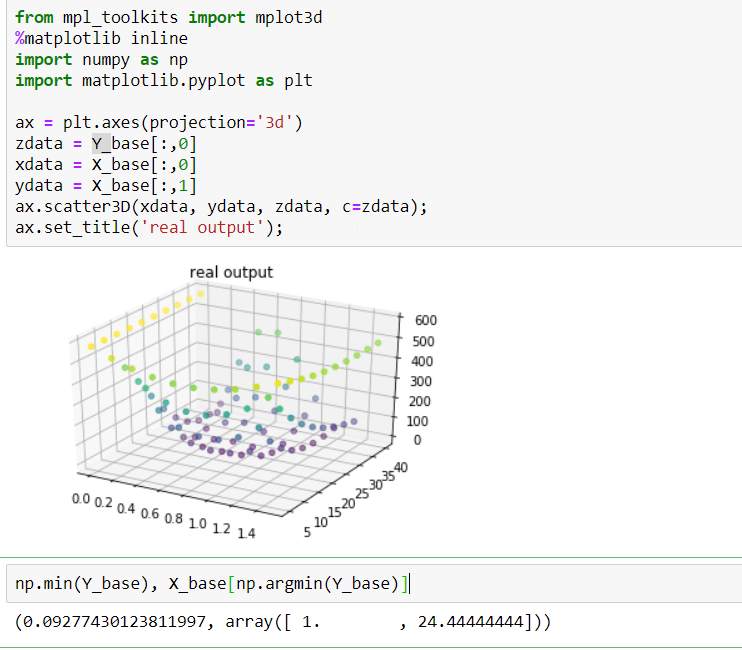 from mpl_toolkits import mplot3d
%matplotlib inline
import numpy as np
import matplotlib.pyplot as plt
ax = plt.axes(projection='3d')
zdata = Y_base[:,0]
xdata = X_base[:,0]
ydata = X_base[:,1]
ax.scatter3D(xdata, ydata, zdata, c=zdata);
ax.set_title('real output');
real output
600
500
400
300
200
100
0
0.0 0.2 0.4 0.6 0.8 1.0 1.2 1.4
5 10 15 20 25 30 35 40
np.min(Y_base), X_base[np.argmin(Y_base)]
(0.09277430123811997, array([ 1.        , 24.44444444]))